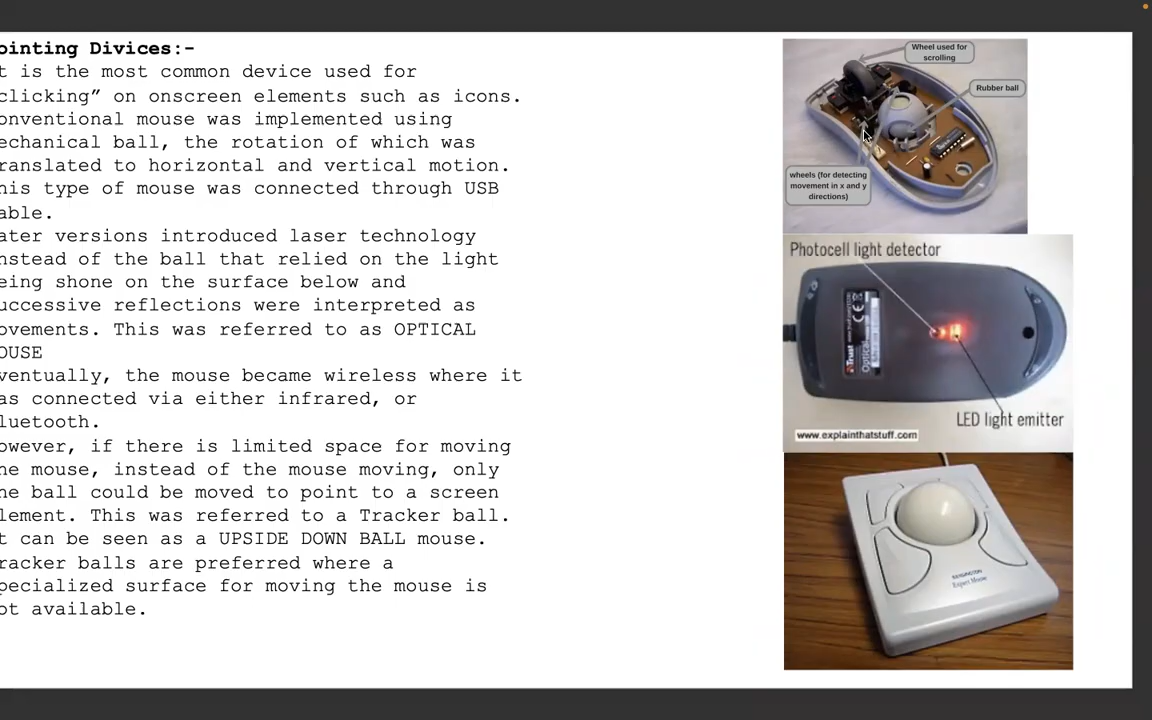 ointing Divices:-
t is the most common device used for
clicking” on onscreen elements such as icons.
onventional mouse was implemented using
echanical ball, the rotation of which was
ranslated to horizontal and vertical motion.
his type of mouse was connected through USB
able.
ater versions introduced laser technology
nstead of the ball that relied on the light
eing shone on the surface below and
uccessive reflections were interpreted as
ovements. This was referred to as OPTICAL
OUSE
ventually, the mouse became wireless where it
as connected via either infrared, or
luetooth.
owever, if there is limited space for moving
he mouse, instead of the mouse moving, only
he ball could be moved to point to a screen
lement. This was referred to a Tracker ball.
t can be seen as a UPSIDE DOWN BALL mouse.
racker balls are preferred where a
pecialized surface for moving the mouse is
ot available.
Wheel used for
scrolling
Rubber ball
wheels (for detecting
movement in x and y
directions)
Photocell light detector
Trust
Optical
CE
LED light emitter
www.explainthatstuff.com
KENSINGTON
Expert Mouse